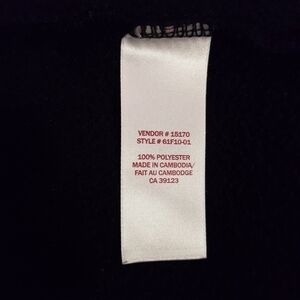 VENDOR # 15170
STYLE # 61F10-01
100% POLYESTER
MADE IN CAMBODIA/
FAIT AU CAMBODGE
CA 39123